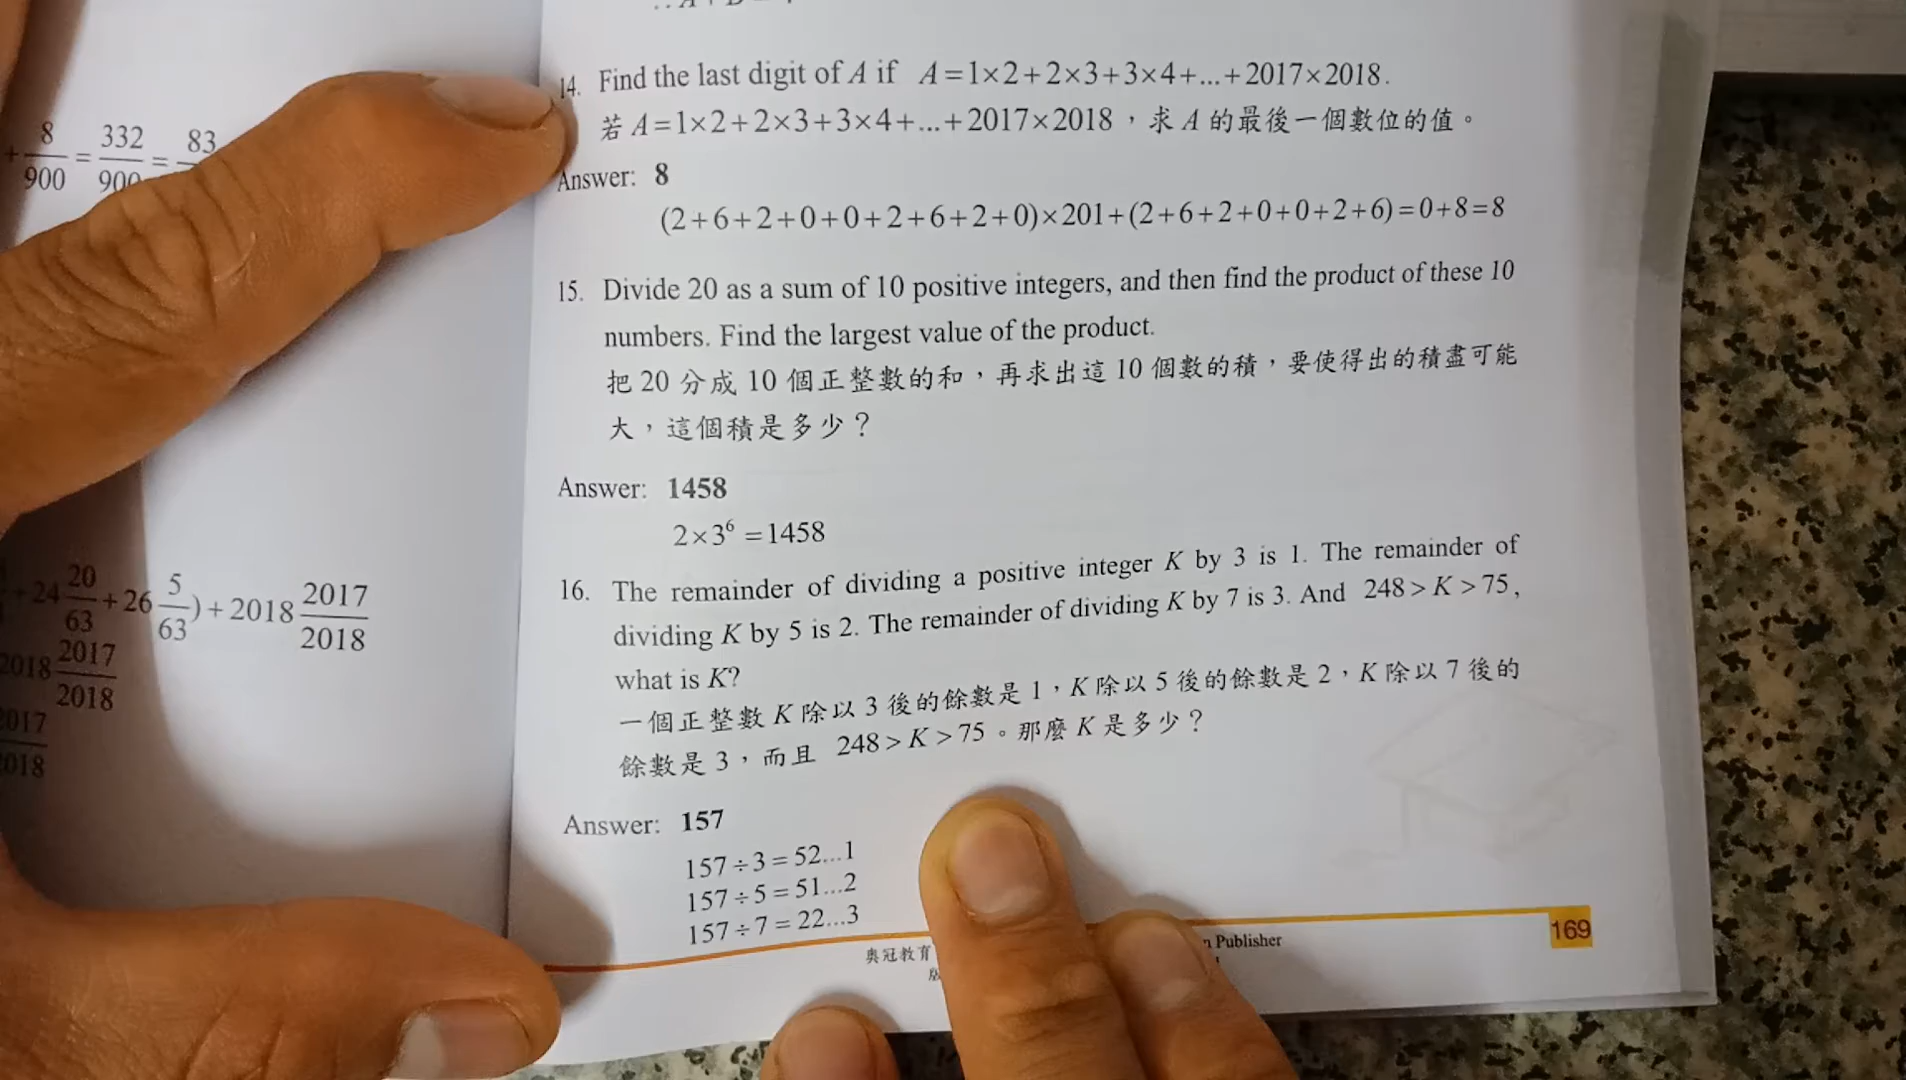 + 8/900 = 332/900 = 83
+24 20/63 + 26 5/63) + 2018 2017/2018
2018 2017/2018
2017
2018
14. Find the last digit of A if A=1×2+2×3+3×4+...+2017×2018.
若 A=1×2+2×3+3×4+...+2017×2018，求 A 的最後一個數位的值。
Answer: 8
(2+6+2+0+0+2+6+2+0)×201+(2+6+2+0+0+2+6)=0+8=8
15. Divide 20 as a sum of 10 positive integers, and then find the product of these 10
numbers. Find the largest value of the product.
把 20 分成 10 個正整數的和，再求出這 10 個數的積，要使得出的積盡可能
大，這個積是多少？
Answer: 1458
2×3⁶ =1458
16. The remainder of dividing a positive integer K by 3 is 1. The remainder of
dividing K by 5 is 2. The remainder of dividing K by 7 is 3. And 248>K>75,
what is K?
一個正整數 K 除以 3 後的餘數是 1，K 除以 5 後的餘數是 2，K 除以 7 後的
餘數是 3，而且 248>K>75。那麼 K 是多少？
Answer: 157
157÷3=52...1
157÷5=51...2
157÷7=22...3
奧冠教育
Publisher
版
169